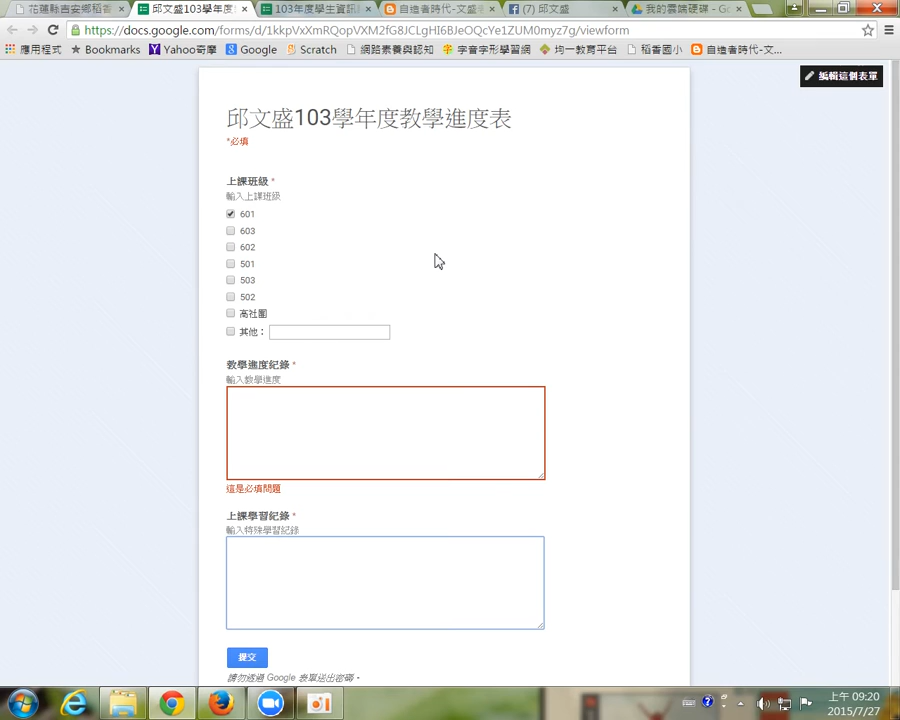 花蓮縣吉安鄉稻香
邱文盛103學年度
103年度學生資訊
自造者時代-文盛
(7) 邱文盛
我的雲端硬碟 - Go
https://docs.google.com/forms/d/1kkpVxXmRQopVXM2fG8JCLgHI6BJeOQcYe1ZUM0myz7g/viewform
應用程式
Bookmarks
Yahoo奇摩
Google
Scratch
網路素養與認知
字音字形學習網
均一教育平台
稻香國小
自造者時代-文...
編輯這個表單
邱文盛103學年度教學進度表
*必填
上課班級 *
輸入上課班級
601
603
602
501
503
502
高社團
其他：
教學進度紀錄 *
輸入教學進度
這是必填問題
上課學習紀錄 *
輸入特殊學習紀錄
提交
請勿透過 Google 表單送出密碼。
上午 09:20
2015/7/27